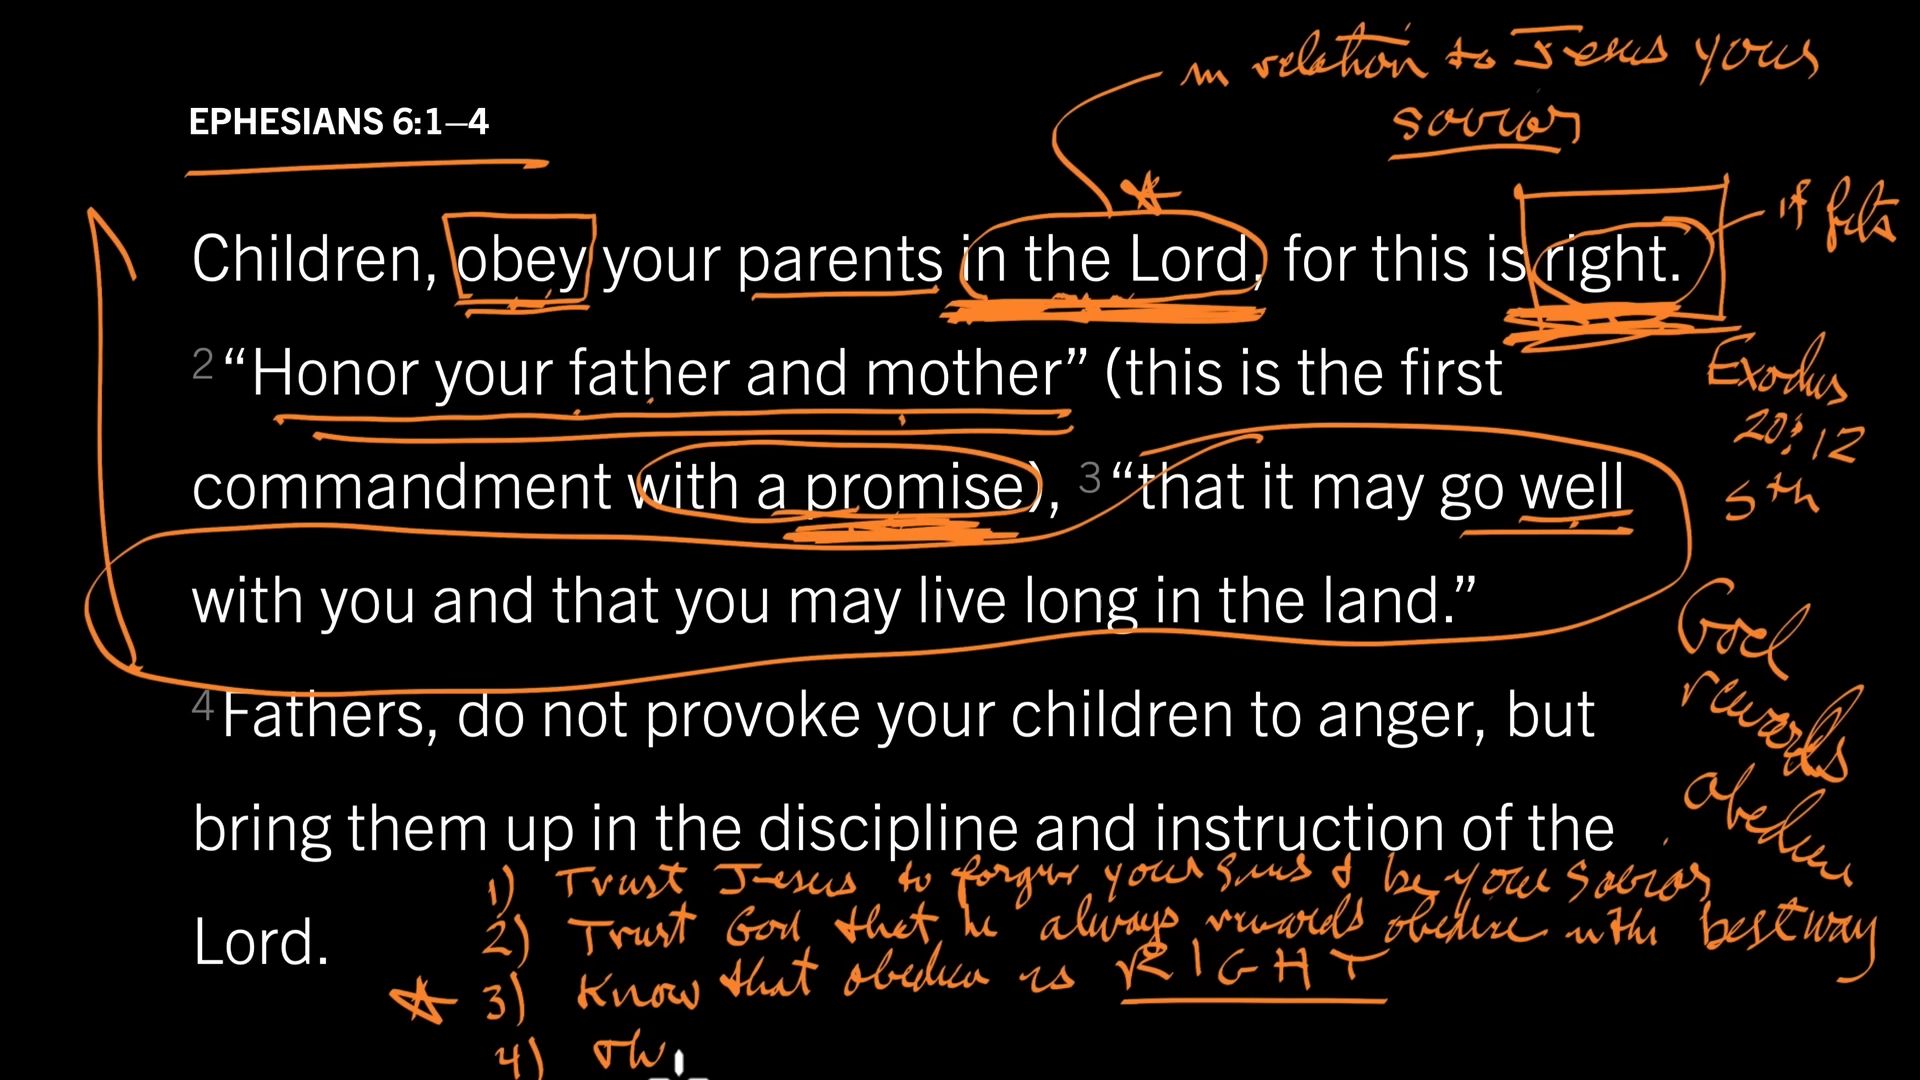 in relation to Jesus your
savior
EPHESIANS 6:1–4
Children, obey your parents in the Lord, for this is right.
it fits
2 “Honor your father and mother” (this is the first
Exodus
20:12
5th
commandment with a promise), 3 “that it may go well
with you and that you may live long in the land.”
God
rewards
4 Fathers, do not provoke your children to anger, but
bring them up in the discipline and instruction of the
Lord.
1) Trust Jesus to forgive your sins & be your Savior
2) Trust God that he always rewards in the best way
3) Know that is RIGHT
4)